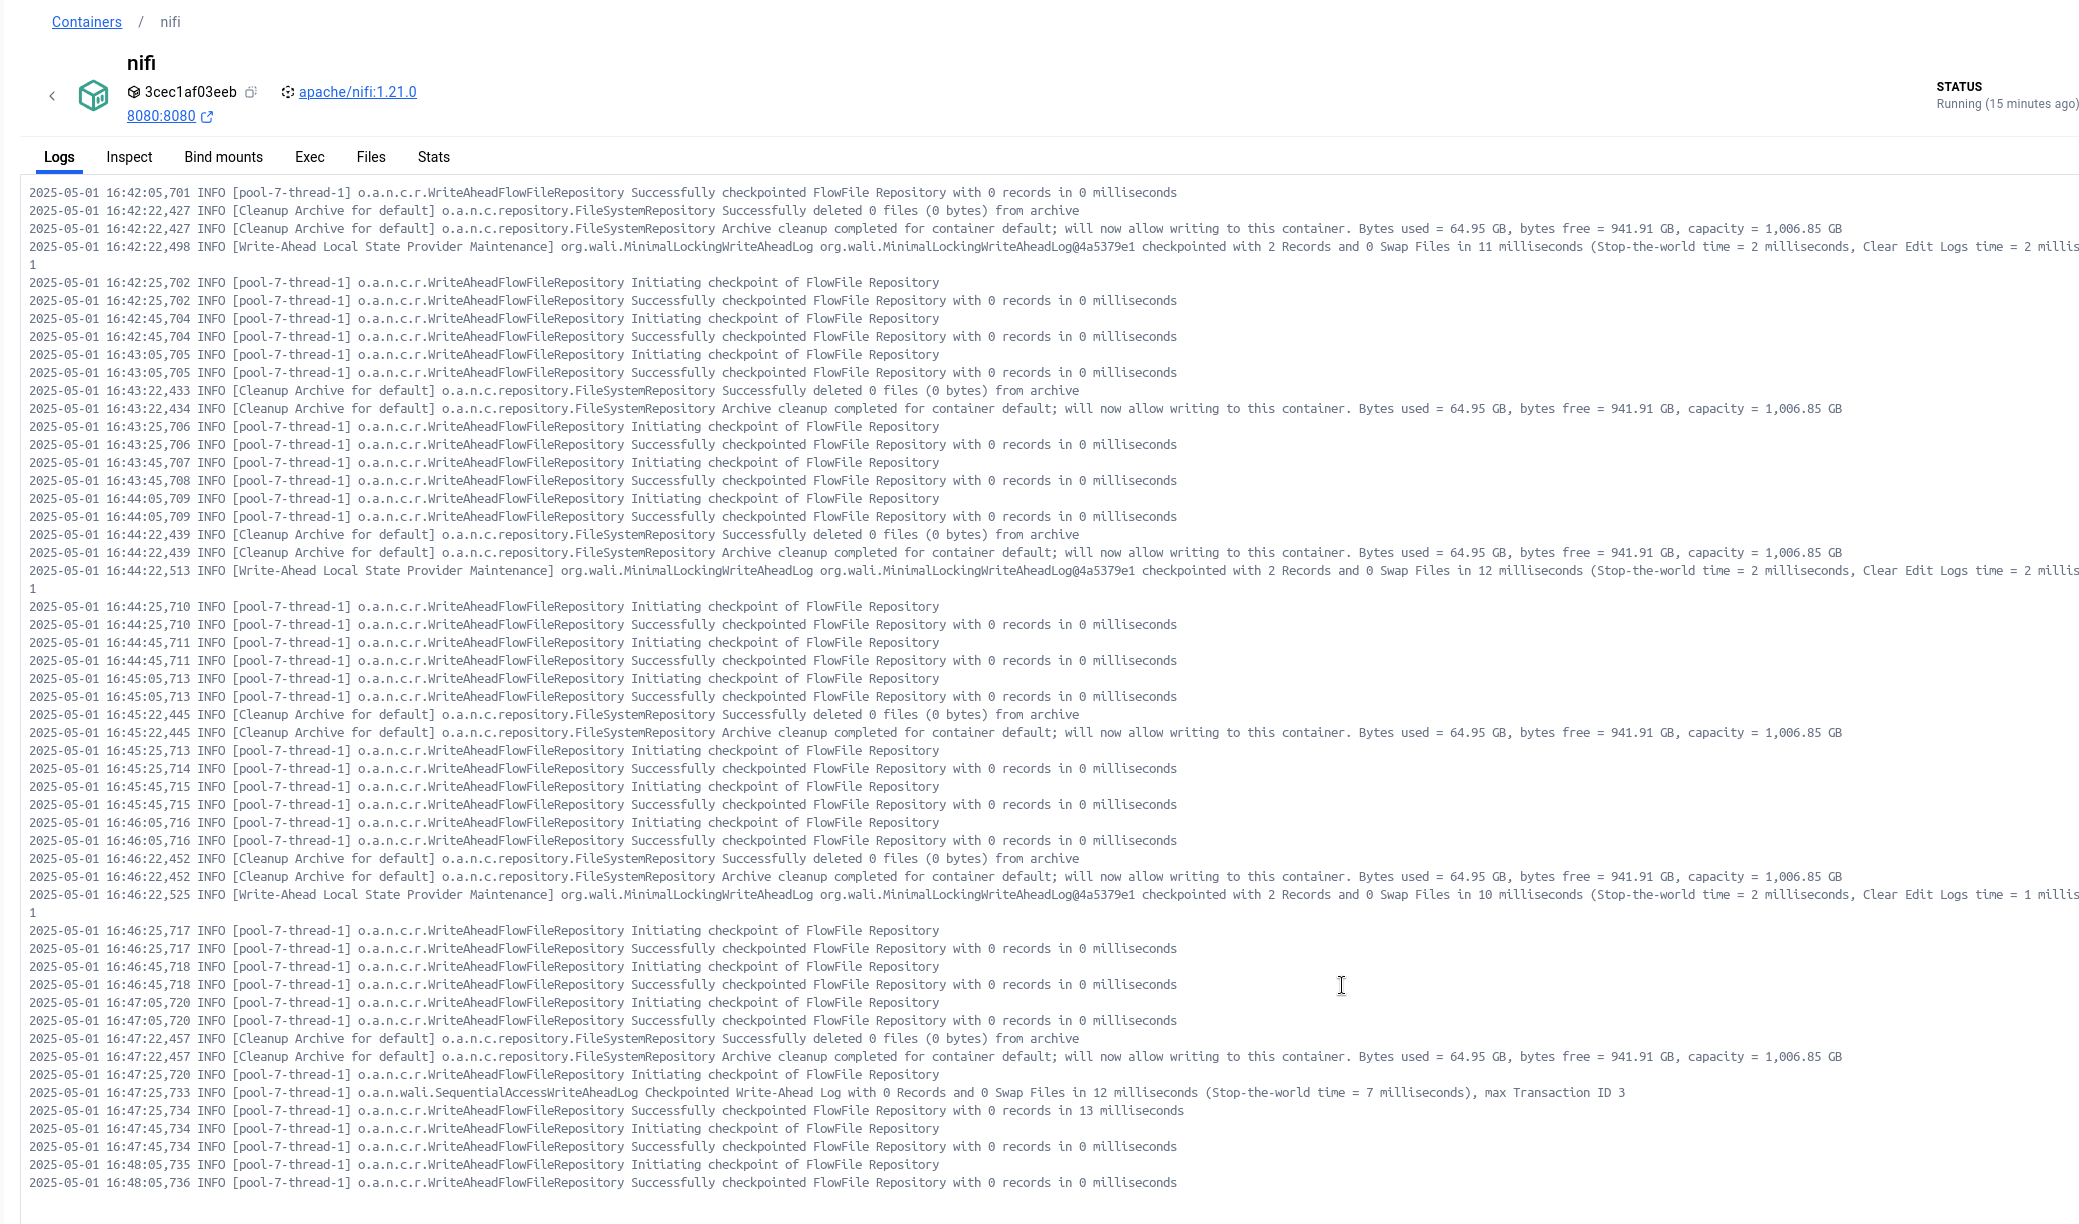 Containers / nifi
nifi
3cec1af03eeb apache/nifi:1.21.0
8080:8080
STATUS
Running (15 minutes ago)
Logs Inspect Bind mounts Exec Files Stats
2025-05-01 16:42:05,701 INFO [pool-7-thread-1] o.a.n.c.r.WriteAheadFlowFileRepository Successfully checkpointed FlowFile Repository with 0 records in 0 milliseconds
2025-05-01 16:42:22,427 INFO [Cleanup Archive for default] o.a.n.c.repository.FileSystemRepository Successfully deleted 0 files (0 bytes) from archive
2025-05-01 16:42:22,427 INFO [Cleanup Archive for default] o.a.n.c.repository.FileSystemRepository Archive cleanup completed for container default; will now allow writing to this container. Bytes used = 64.95 GB, bytes free = 941.91 GB, capacity = 1,006.85 GB
2025-05-01 16:42:22,498 INFO [Write-Ahead Local State Provider Maintenance] org.wali.MinimalLockingWriteAheadLog org.wali.MinimalLockingWriteAheadLog@4a5379e1 checkpointed with 2 Records and 0 Swap Files in 11 milliseconds (Stop-the-world time = 2 milliseconds, Clear Edit Logs time = 2 millis
1
2025-05-01 16:42:25,702 INFO [pool-7-thread-1] o.a.n.c.r.WriteAheadFlowFileRepository Initiating checkpoint of FlowFile Repository
2025-05-01 16:42:25,702 INFO [pool-7-thread-1] o.a.n.c.r.WriteAheadFlowFileRepository Successfully checkpointed FlowFile Repository with 0 records in 0 milliseconds
2025-05-01 16:42:45,704 INFO [pool-7-thread-1] o.a.n.c.r.WriteAheadFlowFileRepository Initiating checkpoint of FlowFile Repository
2025-05-01 16:42:45,704 INFO [pool-7-thread-1] o.a.n.c.r.WriteAheadFlowFileRepository Successfully checkpointed FlowFile Repository with 0 records in 0 milliseconds
2025-05-01 16:43:05,705 INFO [pool-7-thread-1] o.a.n.c.r.WriteAheadFlowFileRepository Initiating checkpoint of FlowFile Repository
2025-05-01 16:43:05,705 INFO [pool-7-thread-1] o.a.n.c.r.WriteAheadFlowFileRepository Successfully checkpointed FlowFile Repository with 0 records in 0 milliseconds
2025-05-01 16:43:22,433 INFO [Cleanup Archive for default] o.a.n.c.repository.FileSystemRepository Successfully deleted 0 files (0 bytes) from archive
2025-05-01 16:43:22,434 INFO [Cleanup Archive for default] o.a.n.c.repository.FileSystemRepository Archive cleanup completed for container default; will now allow writing to this container. Bytes used = 64.95 GB, bytes free = 941.91 GB, capacity = 1,006.85 GB
2025-05-01 16:43:25,706 INFO [pool-7-thread-1] o.a.n.c.r.WriteAheadFlowFileRepository Initiating checkpoint of FlowFile Repository
2025-05-01 16:43:25,706 INFO [pool-7-thread-1] o.a.n.c.r.WriteAheadFlowFileRepository Successfully checkpointed FlowFile Repository with 0 records in 0 milliseconds
2025-05-01 16:43:45,707 INFO [pool-7-thread-1] o.a.n.c.r.WriteAheadFlowFileRepository Initiating checkpoint of FlowFile Repository
2025-05-01 16:43:45,708 INFO [pool-7-thread-1] o.a.n.c.r.WriteAheadFlowFileRepository Successfully checkpointed FlowFile Repository with 0 records in 0 milliseconds
2025-05-01 16:44:05,709 INFO [pool-7-thread-1] o.a.n.c.r.WriteAheadFlowFileRepository Initiating checkpoint of FlowFile Repository
2025-05-01 16:44:05,709 INFO [pool-7-thread-1] o.a.n.c.r.WriteAheadFlowFileRepository Successfully checkpointed FlowFile Repository with 0 records in 0 milliseconds
2025-05-01 16:44:22,439 INFO [Cleanup Archive for default] o.a.n.c.repository.FileSystemRepository Successfully deleted 0 files (0 bytes) from archive
2025-05-01 16:44:22,439 INFO [Cleanup Archive for default] o.a.n.c.repository.FileSystemRepository Archive cleanup completed for container default; will now allow writing to this container. Bytes used = 64.95 GB, bytes free = 941.91 GB, capacity = 1,006.85 GB
2025-05-01 16:44:22,513 INFO [Write-Ahead Local State Provider Maintenance] org.wali.MinimalLockingWriteAheadLog org.wali.MinimalLockingWriteAheadLog@4a5379e1 checkpointed with 2 Records and 0 Swap Files in 12 milliseconds (Stop-the-world time = 2 milliseconds, Clear Edit Logs time = 2 millis
1
2025-05-01 16:44:25,710 INFO [pool-7-thread-1] o.a.n.c.r.WriteAheadFlowFileRepository Initiating checkpoint of FlowFile Repository
2025-05-01 16:44:25,710 INFO [pool-7-thread-1] o.a.n.c.r.WriteAheadFlowFileRepository Successfully checkpointed FlowFile Repository with 0 records in 0 milliseconds
2025-05-01 16:44:45,711 INFO [pool-7-thread-1] o.a.n.c.r.WriteAheadFlowFileRepository Initiating checkpoint of FlowFile Repository
2025-05-01 16:44:45,711 INFO [pool-7-thread-1] o.a.n.c.r.WriteAheadFlowFileRepository Successfully checkpointed FlowFile Repository with 0 records in 0 milliseconds
2025-05-01 16:45:05,713 INFO [pool-7-thread-1] o.a.n.c.r.WriteAheadFlowFileRepository Initiating checkpoint of FlowFile Repository
2025-05-01 16:45:05,713 INFO [pool-7-thread-1] o.a.n.c.r.WriteAheadFlowFileRepository Successfully checkpointed FlowFile Repository with 0 records in 0 milliseconds
2025-05-01 16:45:22,445 INFO [Cleanup Archive for default] o.a.n.c.repository.FileSystemRepository Successfully deleted 0 files (0 bytes) from archive
2025-05-01 16:45:22,445 INFO [Cleanup Archive for default] o.a.n.c.repository.FileSystemRepository Archive cleanup completed for container default; will now allow writing to this container. Bytes used = 64.95 GB, bytes free = 941.91 GB, capacity = 1,006.85 GB
2025-05-01 16:45:25,713 INFO [pool-7-thread-1] o.a.n.c.r.WriteAheadFlowFileRepository Initiating checkpoint of FlowFile Repository
2025-05-01 16:45:25,714 INFO [pool-7-thread-1] o.a.n.c.r.WriteAheadFlowFileRepository Successfully checkpointed FlowFile Repository with 0 records in 0 milliseconds
2025-05-01 16:45:45,715 INFO [pool-7-thread-1] o.a.n.c.r.WriteAheadFlowFileRepository Initiating checkpoint of FlowFile Repository
2025-05-01 16:45:45,715 INFO [pool-7-thread-1] o.a.n.c.r.WriteAheadFlowFileRepository Successfully checkpointed FlowFile Repository with 0 records in 0 milliseconds
2025-05-01 16:46:05,716 INFO [pool-7-thread-1] o.a.n.c.r.WriteAheadFlowFileRepository Initiating checkpoint of FlowFile Repository
2025-05-01 16:46:05,716 INFO [pool-7-thread-1] o.a.n.c.r.WriteAheadFlowFileRepository Successfully checkpointed FlowFile Repository with 0 records in 0 milliseconds
2025-05-01 16:46:22,452 INFO [Cleanup Archive for default] o.a.n.c.repository.FileSystemRepository Successfully deleted 0 files (0 bytes) from archive
2025-05-01 16:46:22,452 INFO [Cleanup Archive for default] o.a.n.c.repository.FileSystemRepository Archive cleanup completed for container default; will now allow writing to this container. Bytes used = 64.95 GB, bytes free = 941.91 GB, capacity = 1,006.85 GB
2025-05-01 16:46:22,525 INFO [Write-Ahead Local State Provider Maintenance] org.wali.MinimalLockingWriteAheadLog org.wali.MinimalLockingWriteAheadLog@4a5379e1 checkpointed with 2 Records and 0 Swap Files in 10 milliseconds (Stop-the-world time = 2 milliseconds, Clear Edit Logs time = 1 millis
1
2025-05-01 16:46:25,717 INFO [pool-7-thread-1] o.a.n.c.r.WriteAheadFlowFileRepository Initiating checkpoint of FlowFile Repository
2025-05-01 16:46:25,717 INFO [pool-7-thread-1] o.a.n.c.r.WriteAheadFlowFileRepository Successfully checkpointed FlowFile Repository with 0 records in 0 milliseconds
2025-05-01 16:46:45,718 INFO [pool-7-thread-1] o.a.n.c.r.WriteAheadFlowFileRepository Initiating checkpoint of FlowFile Repository
2025-05-01 16:46:45,718 INFO [pool-7-thread-1] o.a.n.c.r.WriteAheadFlowFileRepository Successfully checkpointed FlowFile Repository with 0 records in 0 milliseconds
2025-05-01 16:47:05,720 INFO [pool-7-thread-1] o.a.n.c.r.WriteAheadFlowFileRepository Initiating checkpoint of FlowFile Repository
2025-05-01 16:47:05,720 INFO [pool-7-thread-1] o.a.n.c.r.WriteAheadFlowFileRepository Successfully checkpointed FlowFile Repository with 0 records in 0 milliseconds
2025-05-01 16:47:22,457 INFO [Cleanup Archive for default] o.a.n.c.repository.FileSystemRepository Successfully deleted 0 files (0 bytes) from archive
2025-05-01 16:47:22,457 INFO [Cleanup Archive for default] o.a.n.c.repository.FileSystemRepository Archive cleanup completed for container default; will now allow writing to this container. Bytes used = 64.95 GB, bytes free = 941.91 GB, capacity = 1,006.85 GB
2025-05-01 16:47:25,720 INFO [pool-7-thread-1] o.a.n.c.r.WriteAheadFlowFileRepository Initiating checkpoint of FlowFile Repository
2025-05-01 16:47:25,733 INFO [pool-7-thread-1] o.a.n.wali.SequentialAccessWriteAheadLog Checkpointed Write-Ahead Log with 0 Records and 0 Swap Files in 12 milliseconds (Stop-the-world time = 7 milliseconds), max Transaction ID 3
2025-05-01 16:47:25,734 INFO [pool-7-thread-1] o.a.n.c.r.WriteAheadFlowFileRepository Successfully checkpointed FlowFile Repository with 0 records in 13 milliseconds
2025-05-01 16:47:45,734 INFO [pool-7-thread-1] o.a.n.c.r.WriteAheadFlowFileRepository Initiating checkpoint of FlowFile Repository
2025-05-01 16:47:45,734 INFO [pool-7-thread-1] o.a.n.c.r.WriteAheadFlowFileRepository Successfully checkpointed FlowFile Repository with 0 records in 0 milliseconds
2025-05-01 16:48:05,735 INFO [pool-7-thread-1] o.a.n.c.r.WriteAheadFlowFileRepository Initiating checkpoint of FlowFile Repository
2025-05-01 16:48:05,736 INFO [pool-7-thread-1] o.a.n.c.r.WriteAheadFlowFileRepository Successfully checkpointed FlowFile Repository with 0 records in 0 milliseconds